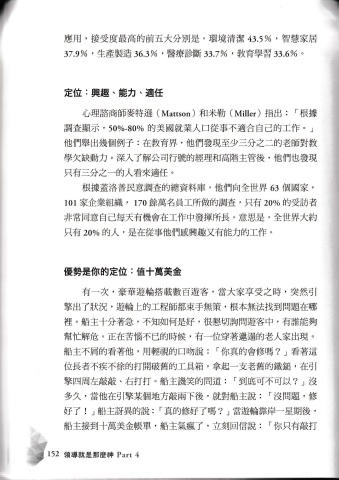 應用，接受度最高的前五大分別是，環境清潔 43.5%，智慧家居
37.9%，生產製造 36.3%，醫療診斷 33.7%，教育學習 33.6%。
定位：興趣、能力、適任
心理諮商師麥特遜（Mattson）和米勒（Miller）指出：「根據
調查顯示，50%-80% 的美國就業人口從事不適合自己的工作。」
他們舉出幾個例子：在教育界，他們發現至少三分之二的老師對教
學欠缺動力。深入了解公司行號的經理和高階主管後，他們也發現
只有三分之一的人看來適任。
根據蓋洛普民意調查的總資料庫，他們向全世界 63 個國家，
101 家企業組織， 170 餘萬名員工所做的調查，只有 20% 的受訪者
非常同意自己每天有機會在工作中發揮所長。意思是，全世界大約
只有 20% 的人，是在從事他們感興趣又有能力的工作。
優勢是你的定位：值十萬美金
有一次，豪華遊輪搭載數百遊客，當大家享受之時，突然引
擎出了狀況，遊輪上的工程師都束手無策，根本無法找到問題在哪
裡。船主十分著急，不知如何是好，很懇切詢問遊客中，有誰能夠
幫忙解危。正在苦惱不已的時候，有一位穿著邋遢的老人家出現。
船主不屑的看著他，用輕視的口吻說：「你真的會修嗎？」看著這
位長者不疾不徐的打開破舊的工具箱，拿起一支老舊的鐵鎚，在引
擎四周左敲敲、右打打。船主譏笑的問道：「到底可不可以？」沒
多久，當他在引擎某個地方敲兩下後，就對船主說：「沒問題，修
好了！」船主訝異的說：「真的修好了嗎？」當遊輪靠岸一星期後，
船主接到十萬美金帳單，船主氣瘋了，立刻回信說：「你只有敲打
152 領導就是那麼神 Part 4